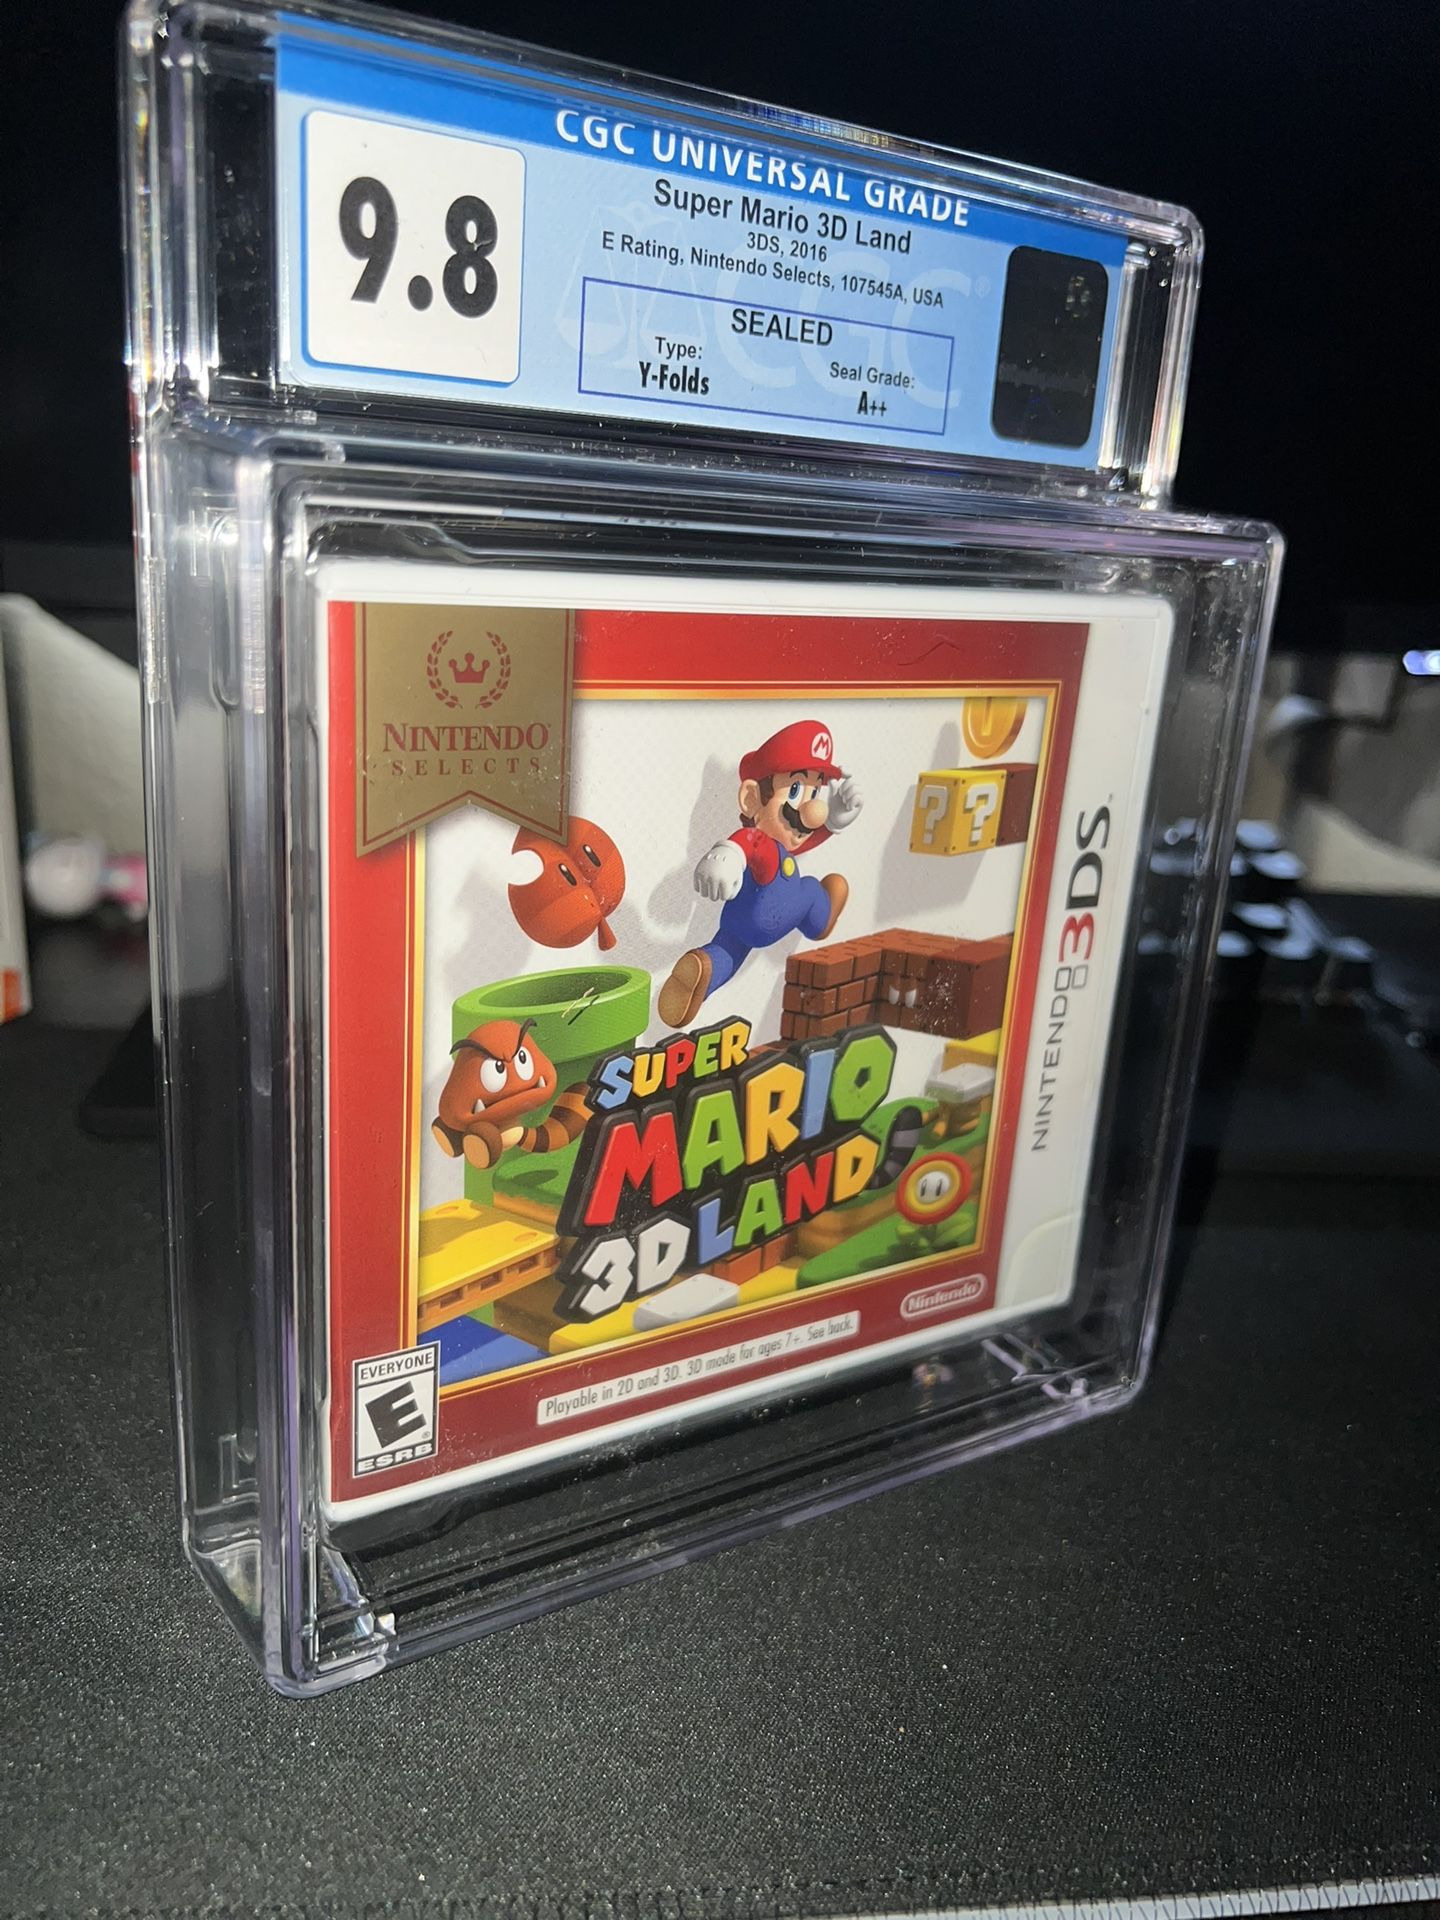 CGC UNIVERSAL GRADE
9.8
Super Mario 3D Land
3DS, 2016
E Rating, Nintendo Selects, 107545A, USA
SEALED
Type:
Y-Folds
Seal Grade:
A++
NINTENDO
SELECTS
M
? ?
NINTENDO 3DS
SUPER
MARIO
3D LAND
Nintendo
Playable in 2D and 3D. 3D mode for ages 7+. See back.
EVERYONE
E
ESRB